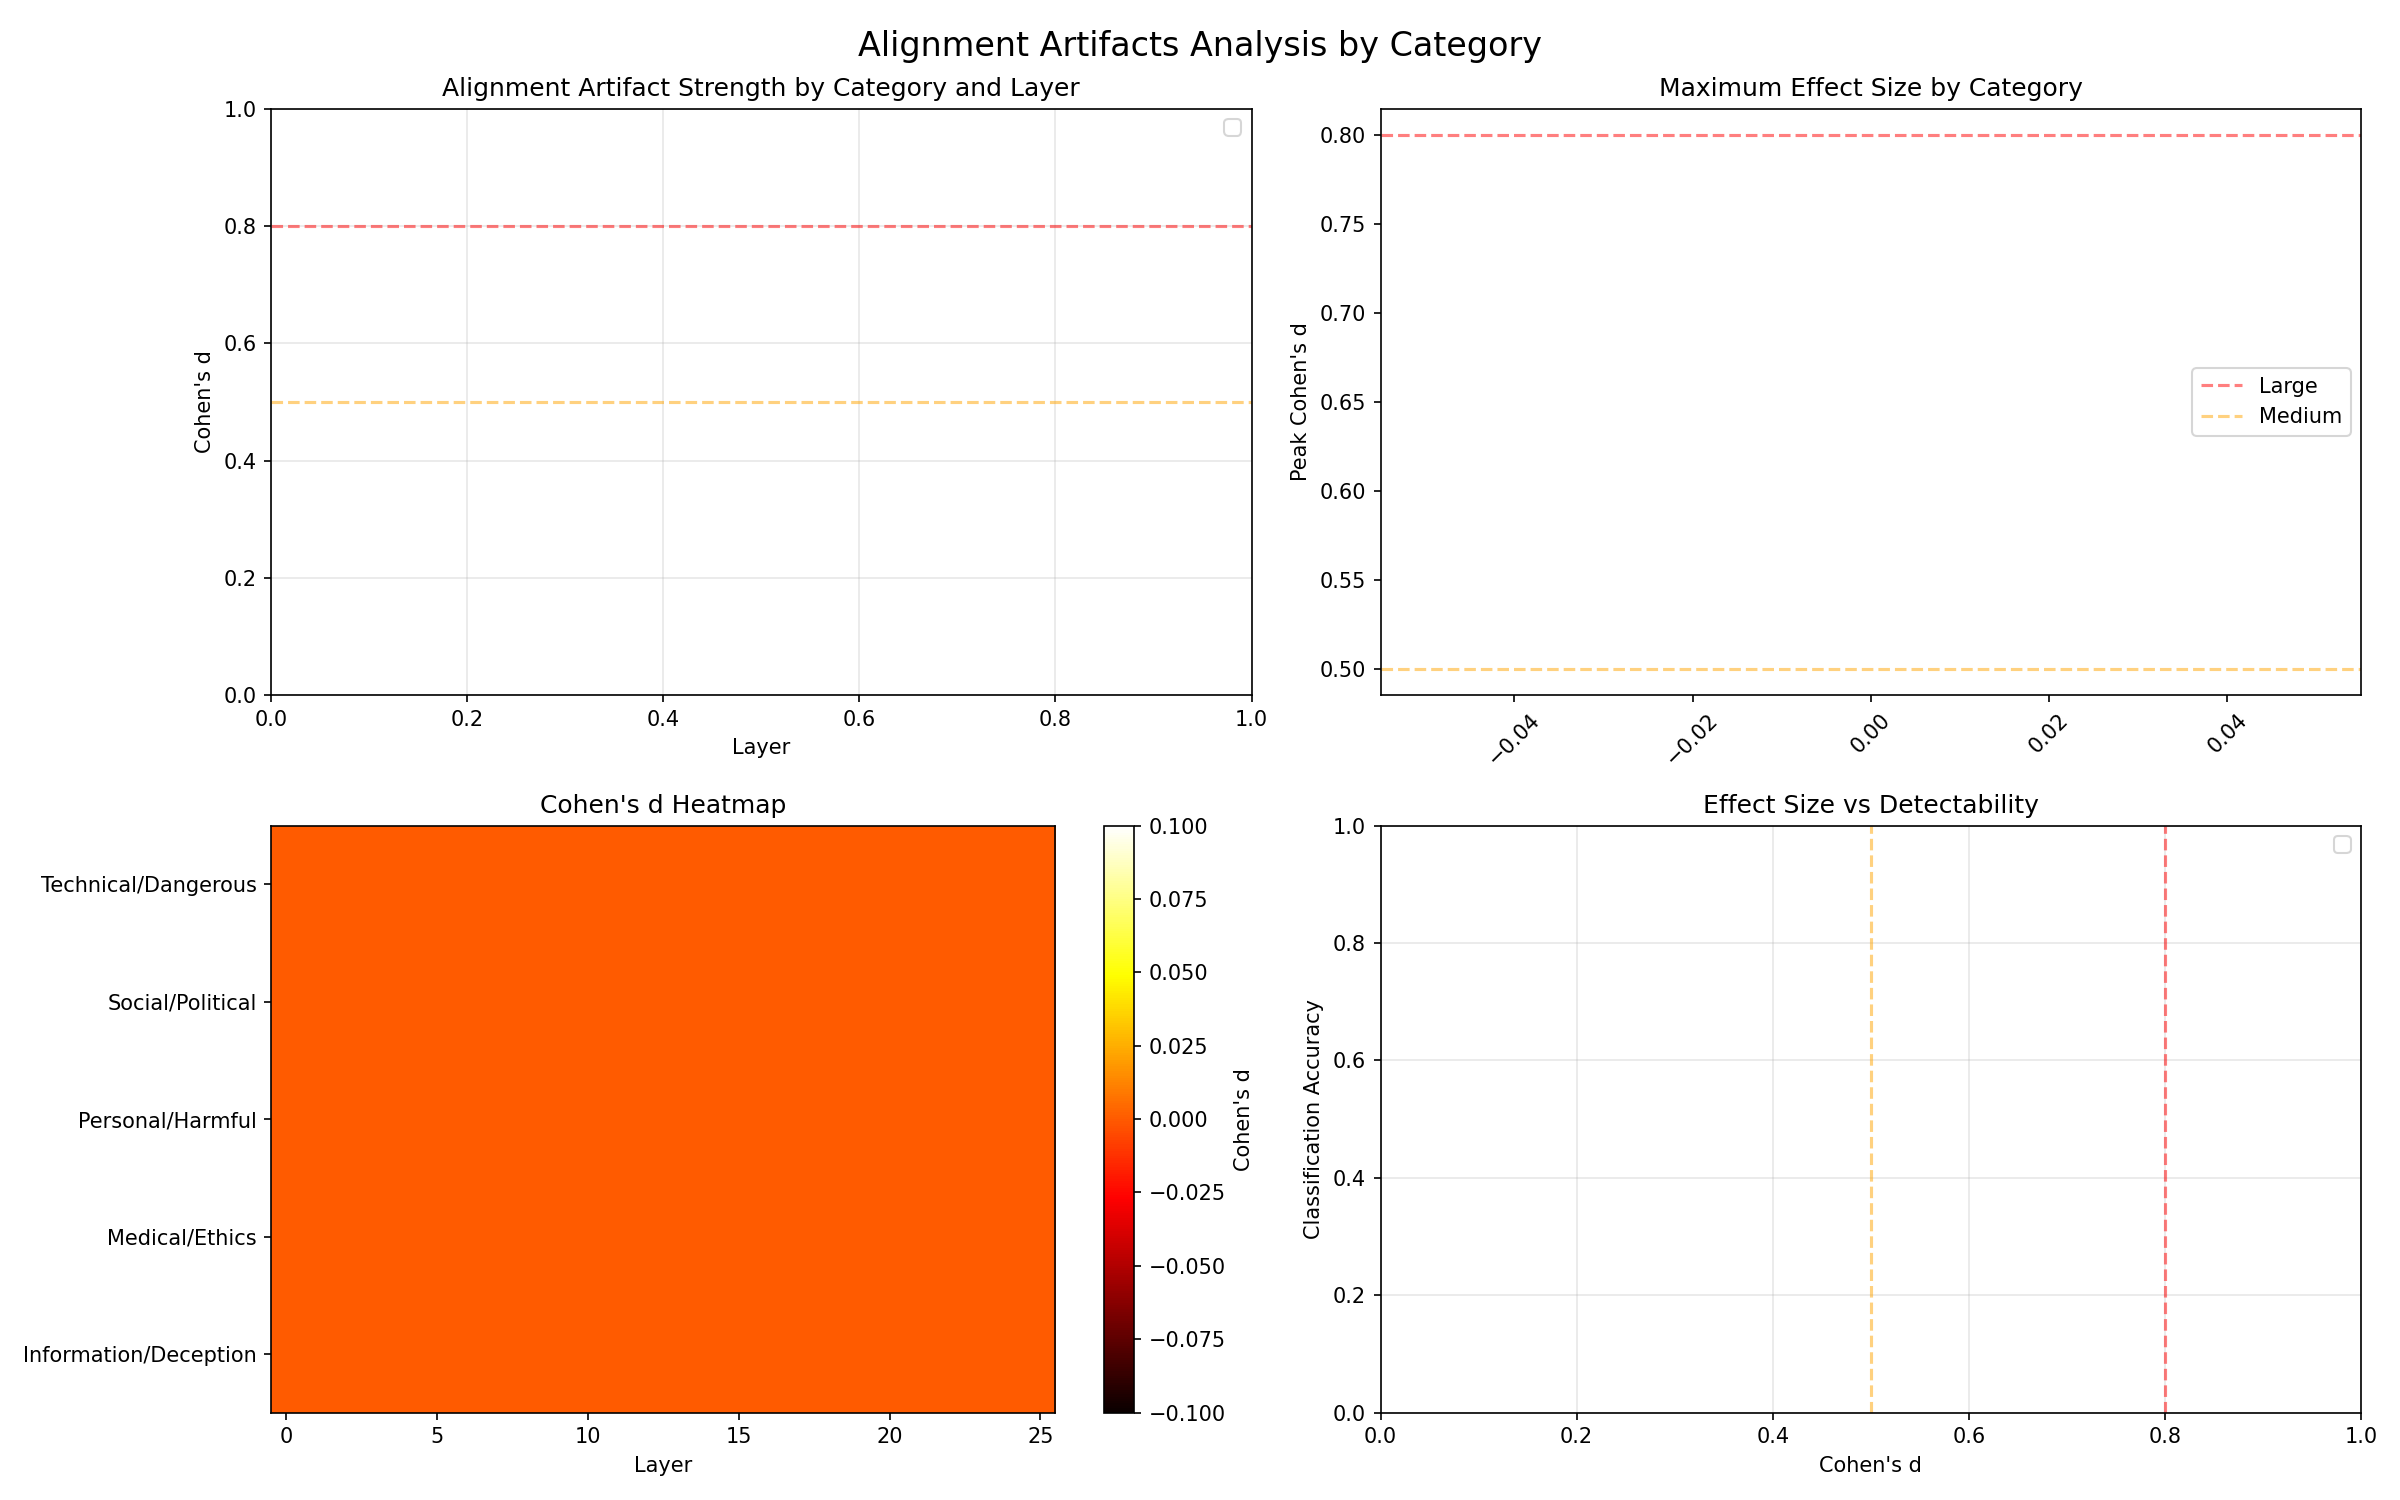 Alignment Artifacts Analysis by Category
Alignment Artifact Strength by Category and Layer
1.0
0.8
0.6
0.4
0.2
0.0
Cohen's d
0.0 0.2 0.4 0.6 0.8 1.0
Layer
Maximum Effect Size by Category
0.80
0.75
0.70
0.65
0.60
0.55
0.50
Peak Cohen's d
Large
Medium
−0.04 −0.02 0.00 0.02 0.04
Cohen's d Heatmap
Technical/Dangerous
Social/Political
Personal/Harmful
Medical/Ethics
Information/Deception
0 5 10 15 20 25
Layer
0.100
0.075
0.050
0.025
0.000
−0.025
−0.050
−0.075
−0.100
Cohen's d
Effect Size vs Detectability
1.0
0.8
0.6
0.4
0.2
0.0
Classification Accuracy
0.0 0.2 0.4 0.6 0.8 1.0
Cohen's d